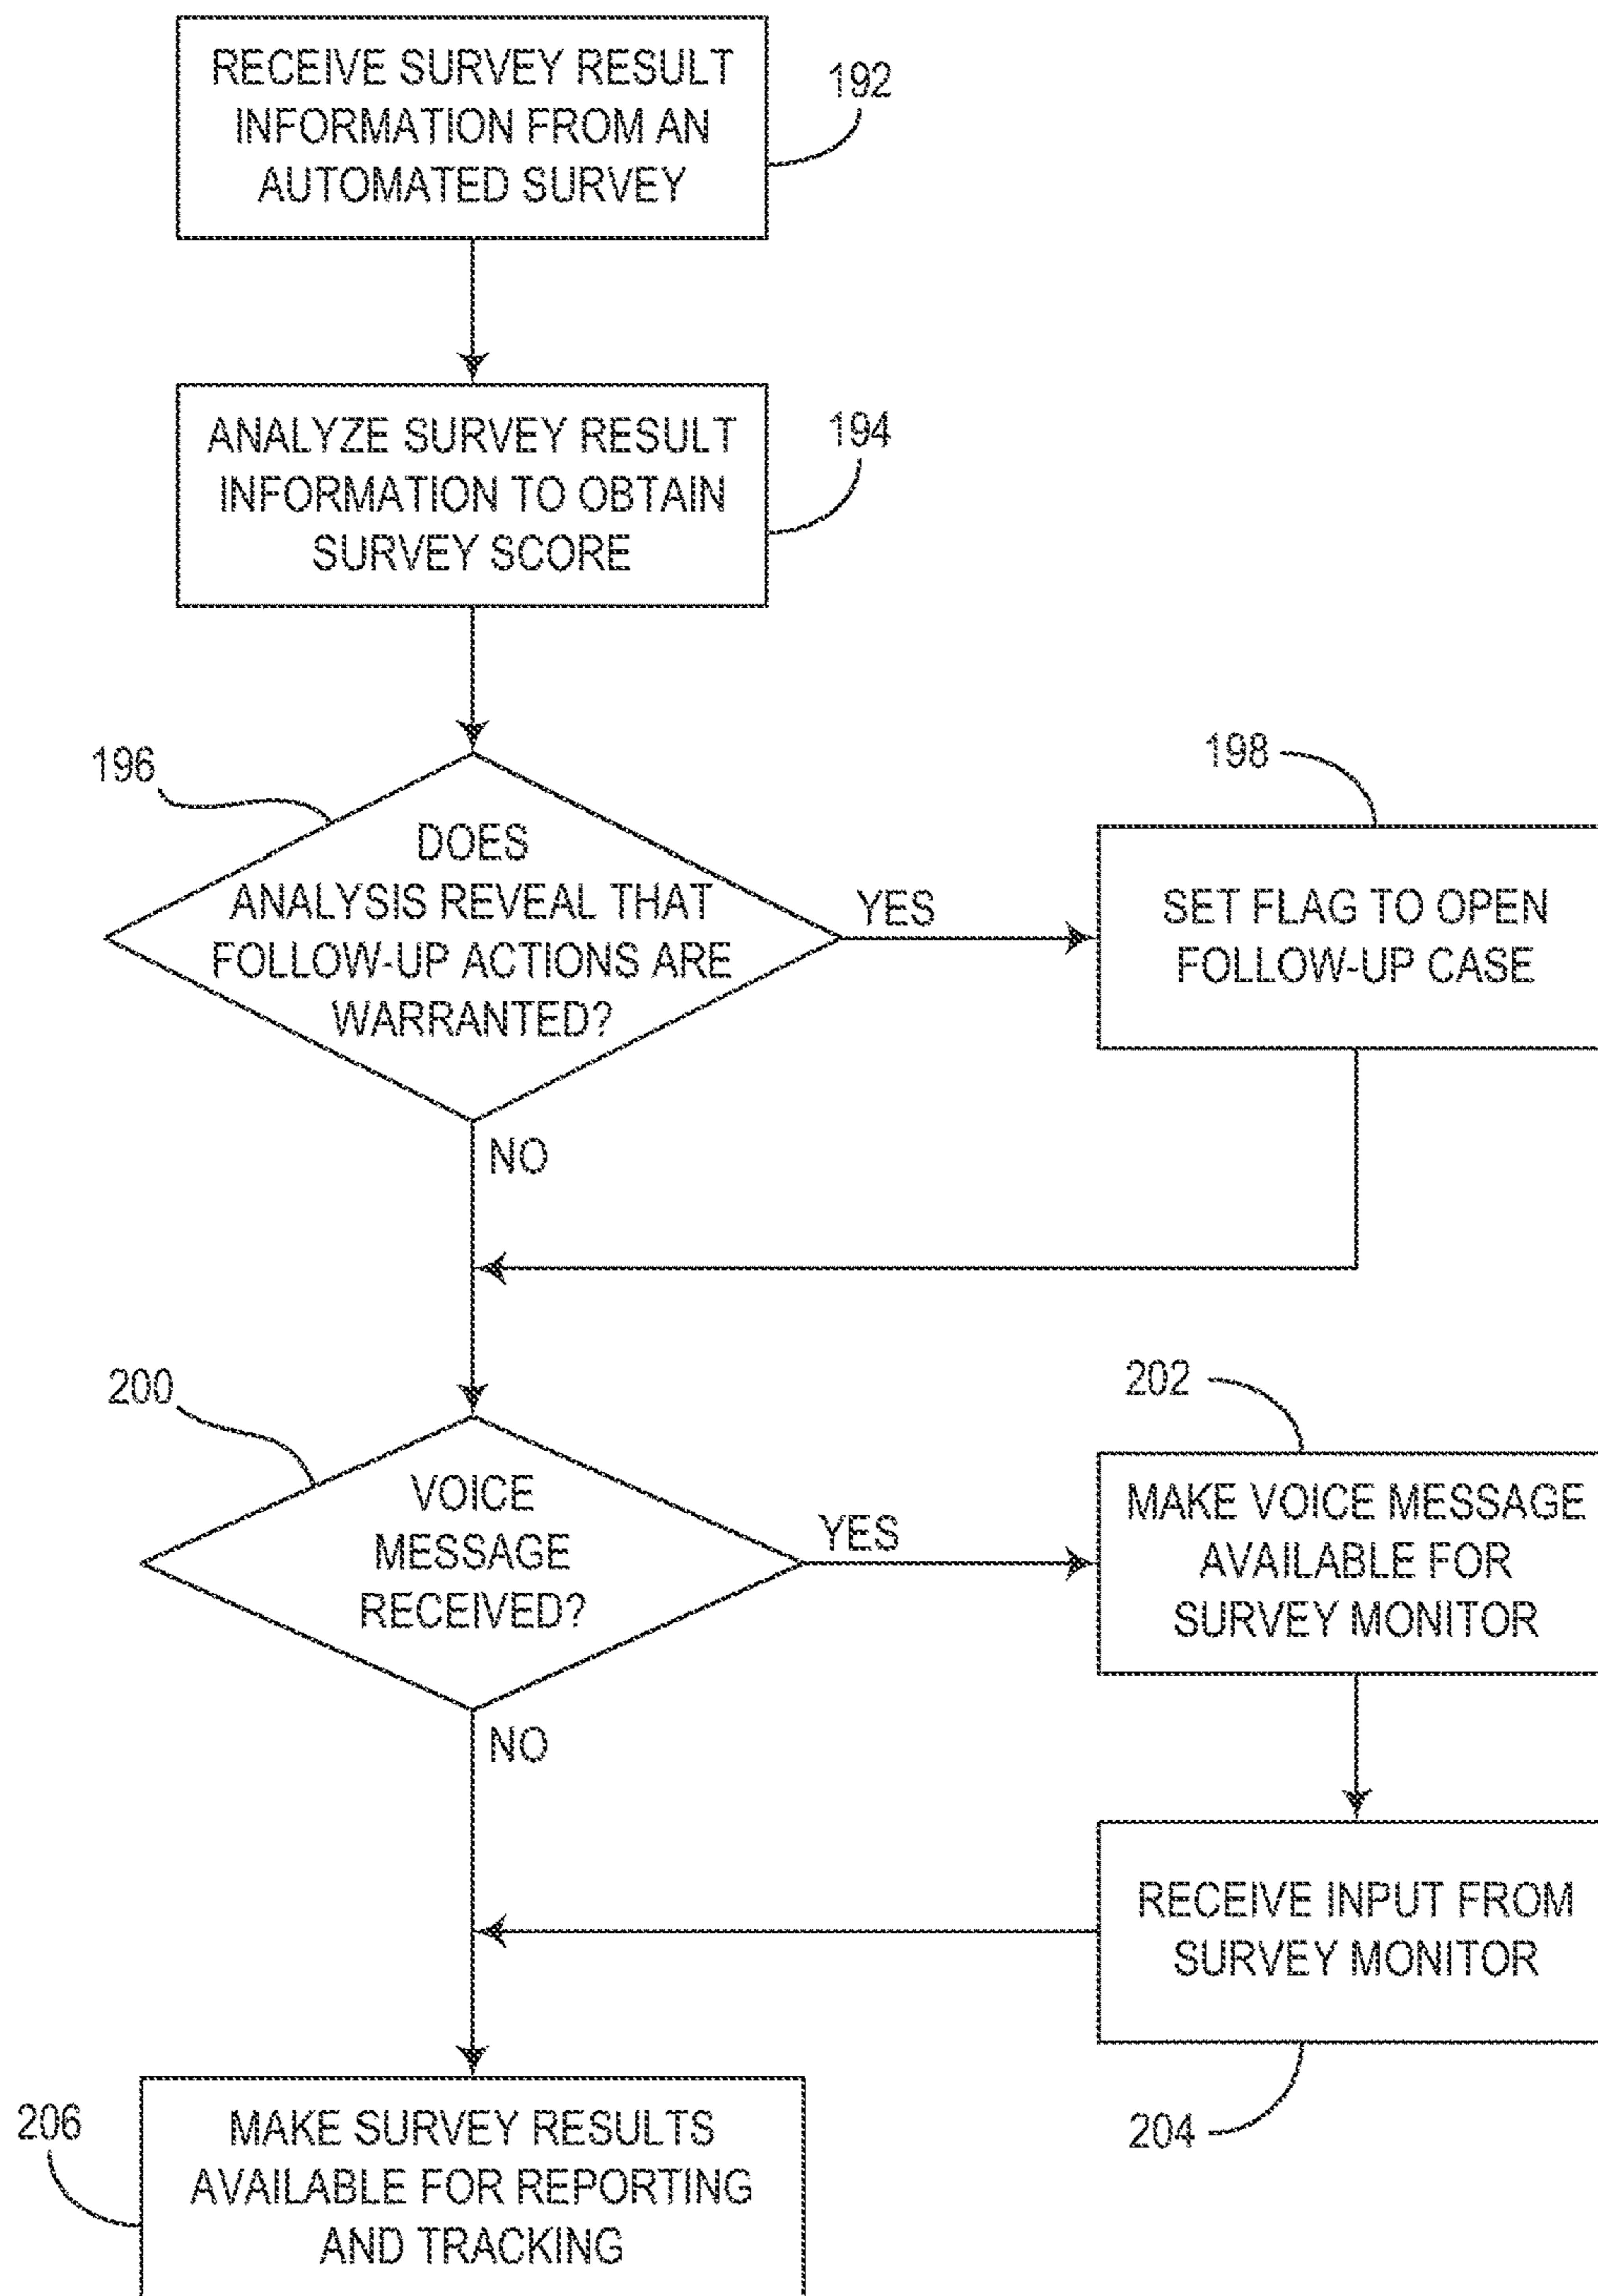 RECEIVE SURVEY RESULT
INFORMATION FROM AN
AUTOMATED SURVEY
192
ANALYZE SURVEY RESULT
INFORMATION TO OBTAIN
SURVEY SCORE
194
196
DOES
ANALYSIS REVEAL THAT
FOLLOW-UP ACTIONS ARE
WARRANTED?
YES
198
SET FLAG TO OPEN
FOLLOW-UP CASE
NO
200
VOICE
MESSAGE
RECEIVED?
YES
202
MAKE VOICE MESSAGE
AVAILABLE FOR
SURVEY MONITOR
NO
RECEIVE INPUT FROM
SURVEY MONITOR
204
206
MAKE SURVEY RESULTS
AVAILABLE FOR REPORTING
AND TRACKING